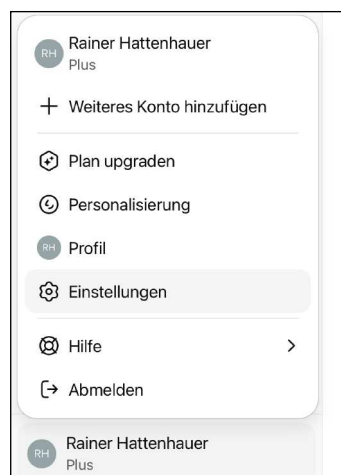 RH Rainer Hattenhauer
Plus
Weiteres Konto hinzufügen
Plan upgraden
Personalisierung
RH Profil
Einstellungen
Hilfe
Abmelden
RH Rainer Hattenhauer
Plus